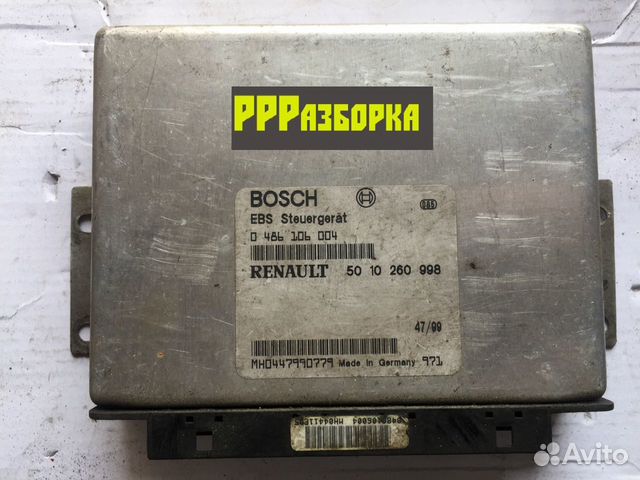 PPPАЗБОРКА
BOSCH
EBS Steuergerät
0 486 106 004
RENAULT 50 10 260 998
47/99
MH0447990779 Made in Germany 971
Avito